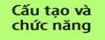 Cấu tạo và
chức năng